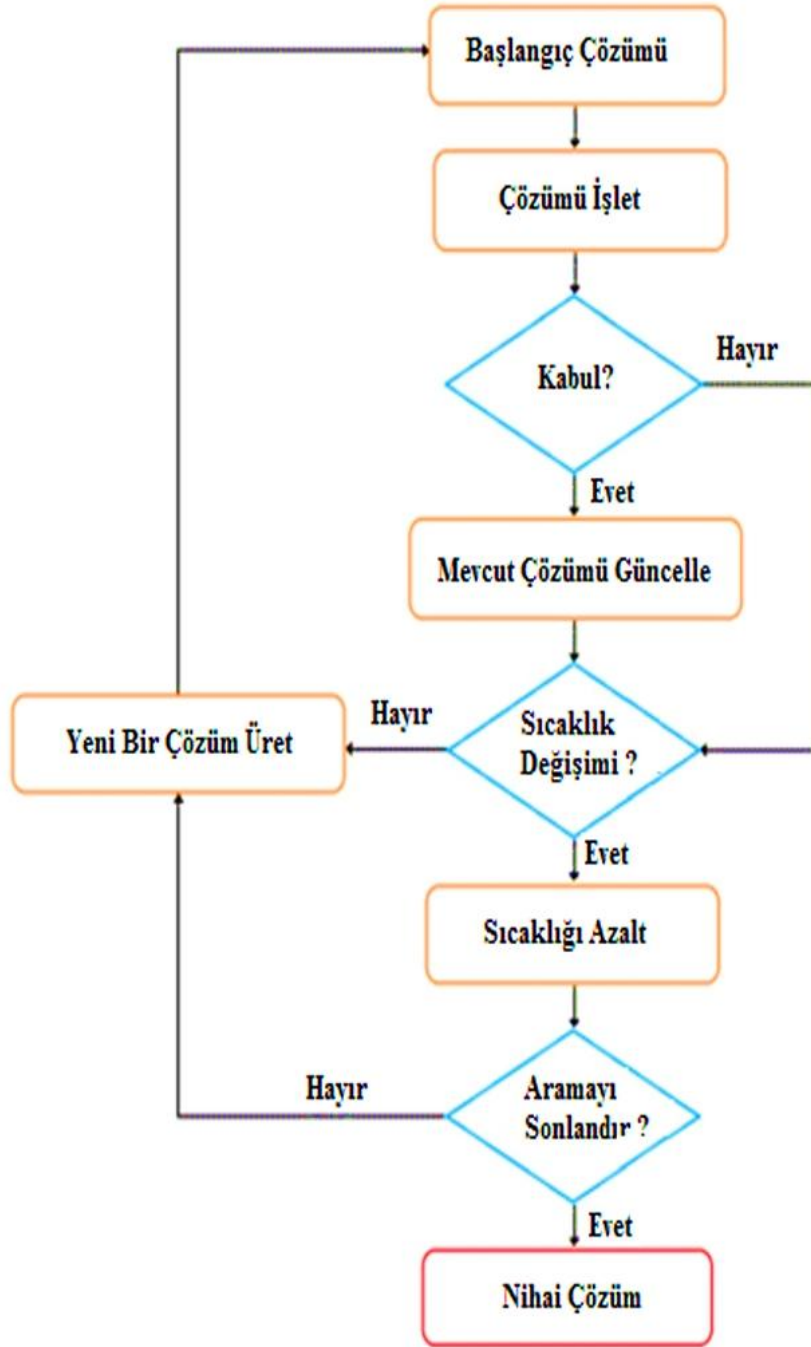 Başlangıç Çözümü
Çözümü İşlet
Kabul?
Hayır
Evet
Mevcut Çözümü Güncelle
Yeni Bir Çözüm Üret
Hayır
Sıcaklık
Değişimi ?
Evet
Sıcaklığı Azalt
Hayır
Aramayı
Sonlandır ?
Evet
Nihai Çözüm